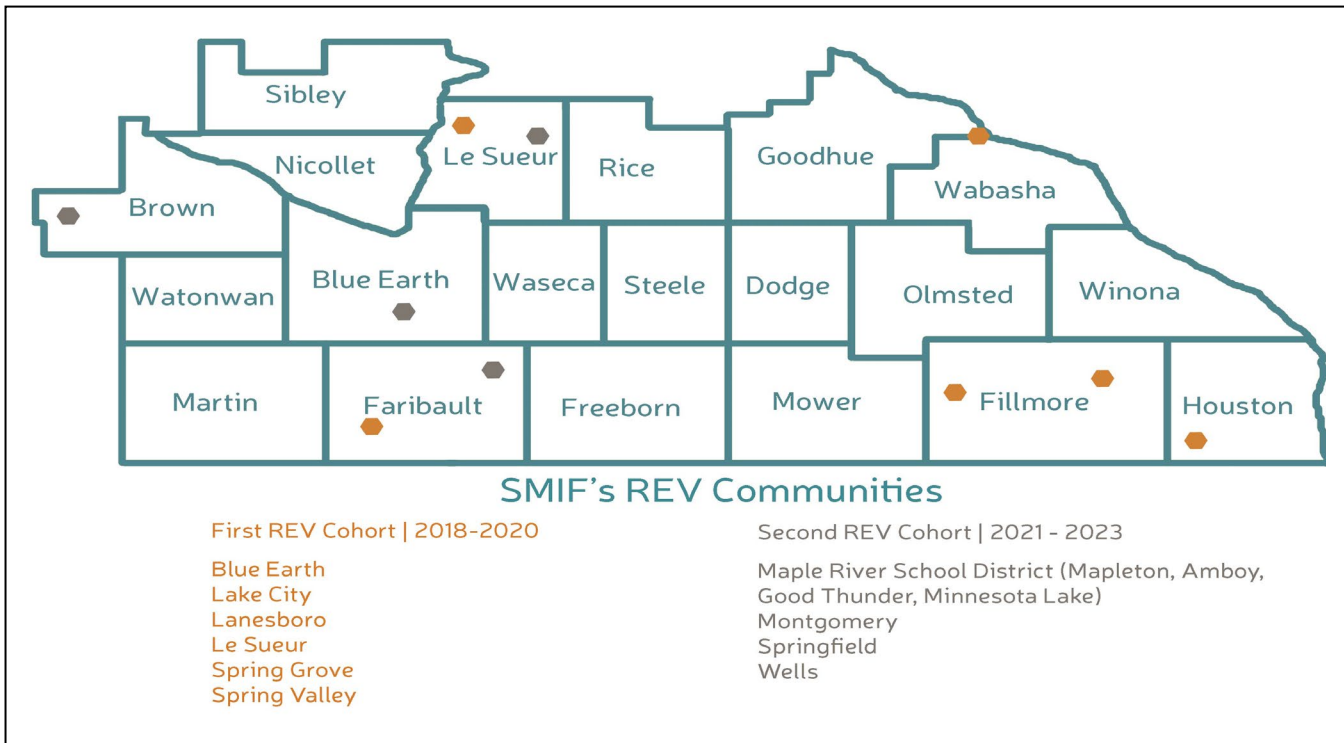 Sibley
Nicollet
Le Sueur
Rice
Goodhue
Wabasha
Brown
Watonwan
Blue Earth
Waseca
Steele
Dodge
Olmsted
Winona
Martin
Faribault
Freeborn
Mower
Fillmore
Houston
SMIF's REV Communities
First REV Cohort | 2018-2020
Blue Earth
Lake City
Lanesboro
Le Sueur
Spring Grove
Spring Valley
Second REV Cohort | 2021 - 2023
Maple River School District (Mapleton, Amboy,
Good Thunder, Minnesota Lake)
Montgomery
Springfield
Wells